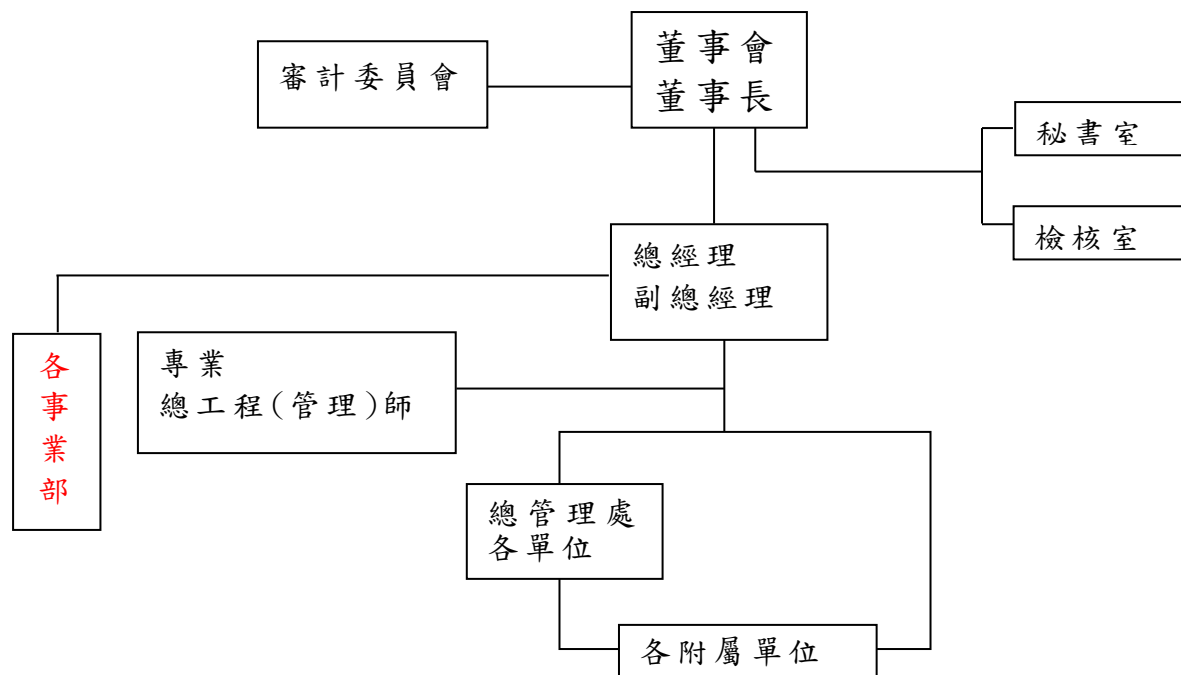 董事會
董事長
審計委員會
秘書室
檢核室
總經理
副總經理
各事業部
專業
總工程(管理)師
總管理處
各單位
各附屬單位